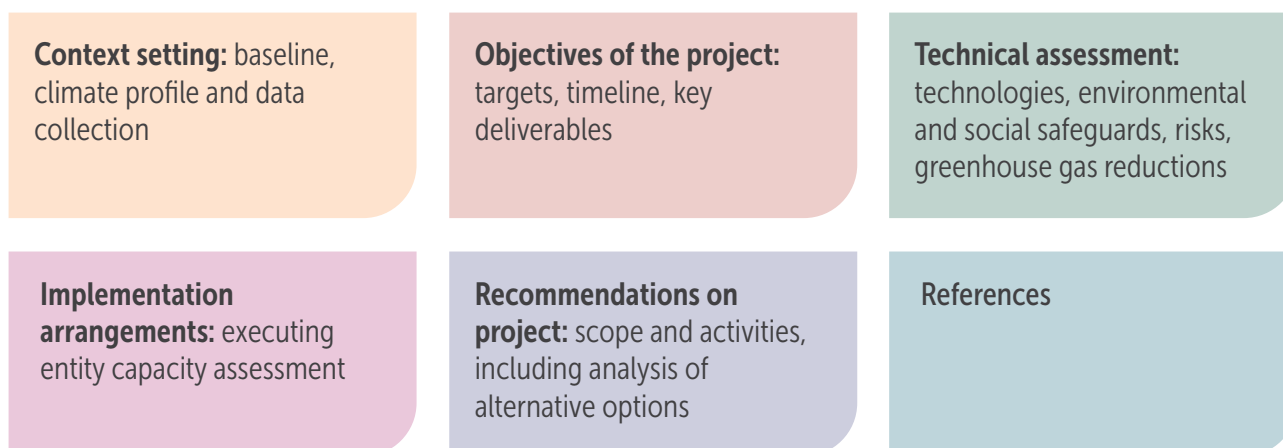 Context setting: baseline,
climate profile and data
collection
Objectives of the project:
targets, timeline, key
deliverables
Technical assessment:
technologies, environmental
and social safeguards, risks,
greenhouse gas reductions
Implementation
arrangements: executing
entity capacity assessment
Recommendations on
project: scope and activities,
including analysis of
alternative options
References